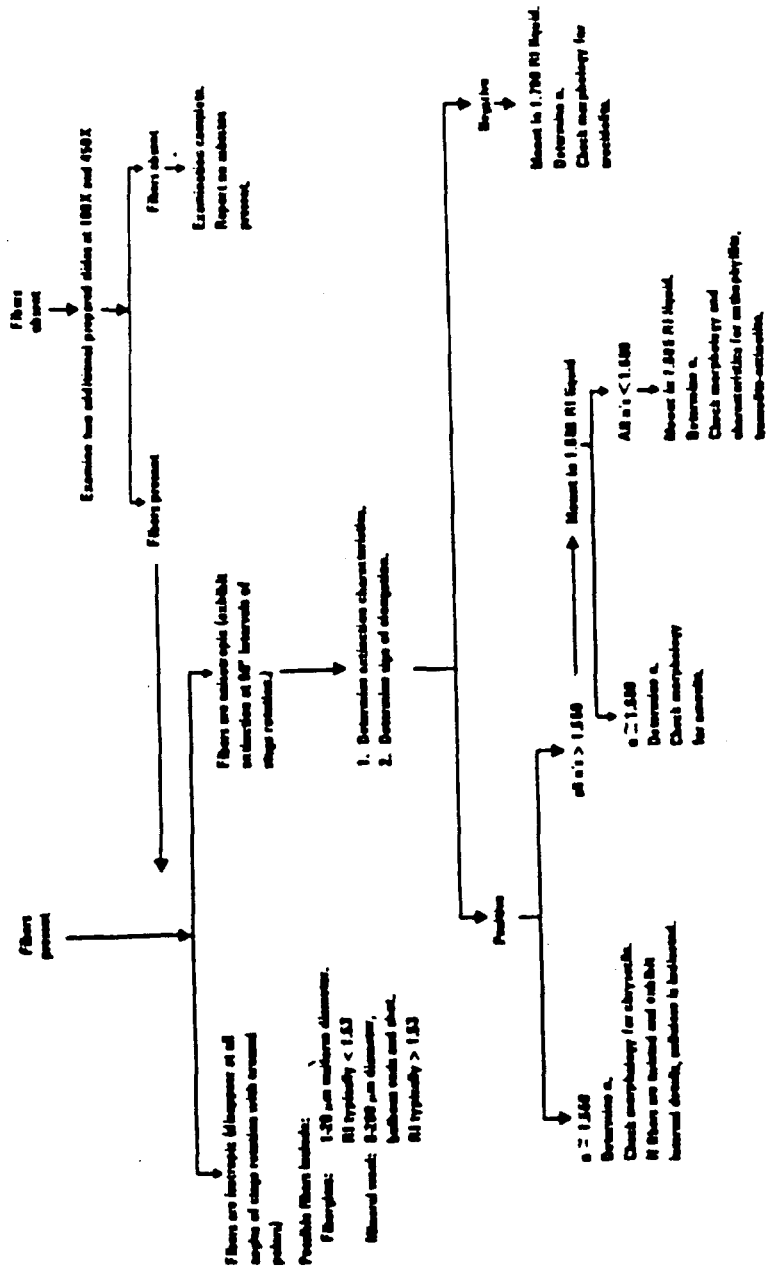 Fibers
absent
Examine two additional prepared slides at 100X and 450X
Fibers absent
Examination complete.
Report no asbestos
present.
Fibers present
Fibers
present
Fibers are isotropic (disappear at all
angles of stage rotation with crossed
polars)
Possible fibers include:
Fiberglass: 1-20 µm uniform diameter.
RI typically < 1.53
Mineral wool: 8-200 µm diameter,
bulbous ends and shot.
RI typically > 1.53
Fibers are anisotropic (exhibit
extinction at 90° intervals of
stage rotation.)
1. Determine extinction characteristics.
2. Determine sign of elongation.
Positive
Negative
Mount in 1.700 RI liquid.
Determine n.
Check morphology for
crocidolite.
n ≃ 1.550
Determine n.
Check morphology for chrysotile.
If fibers are twisted and exhibit
internal details, cellulose is indicated.
all n's > 1.550
Mount in 1.680 RI liquid
n ≃ 1.680
Determine n.
Check morphology
for amosite.
All n's < 1.680
Mount in 1.605 RI liquid.
Determine n.
Check morphology and
characteristics for anthophyllite,
tremolite-actinolite.